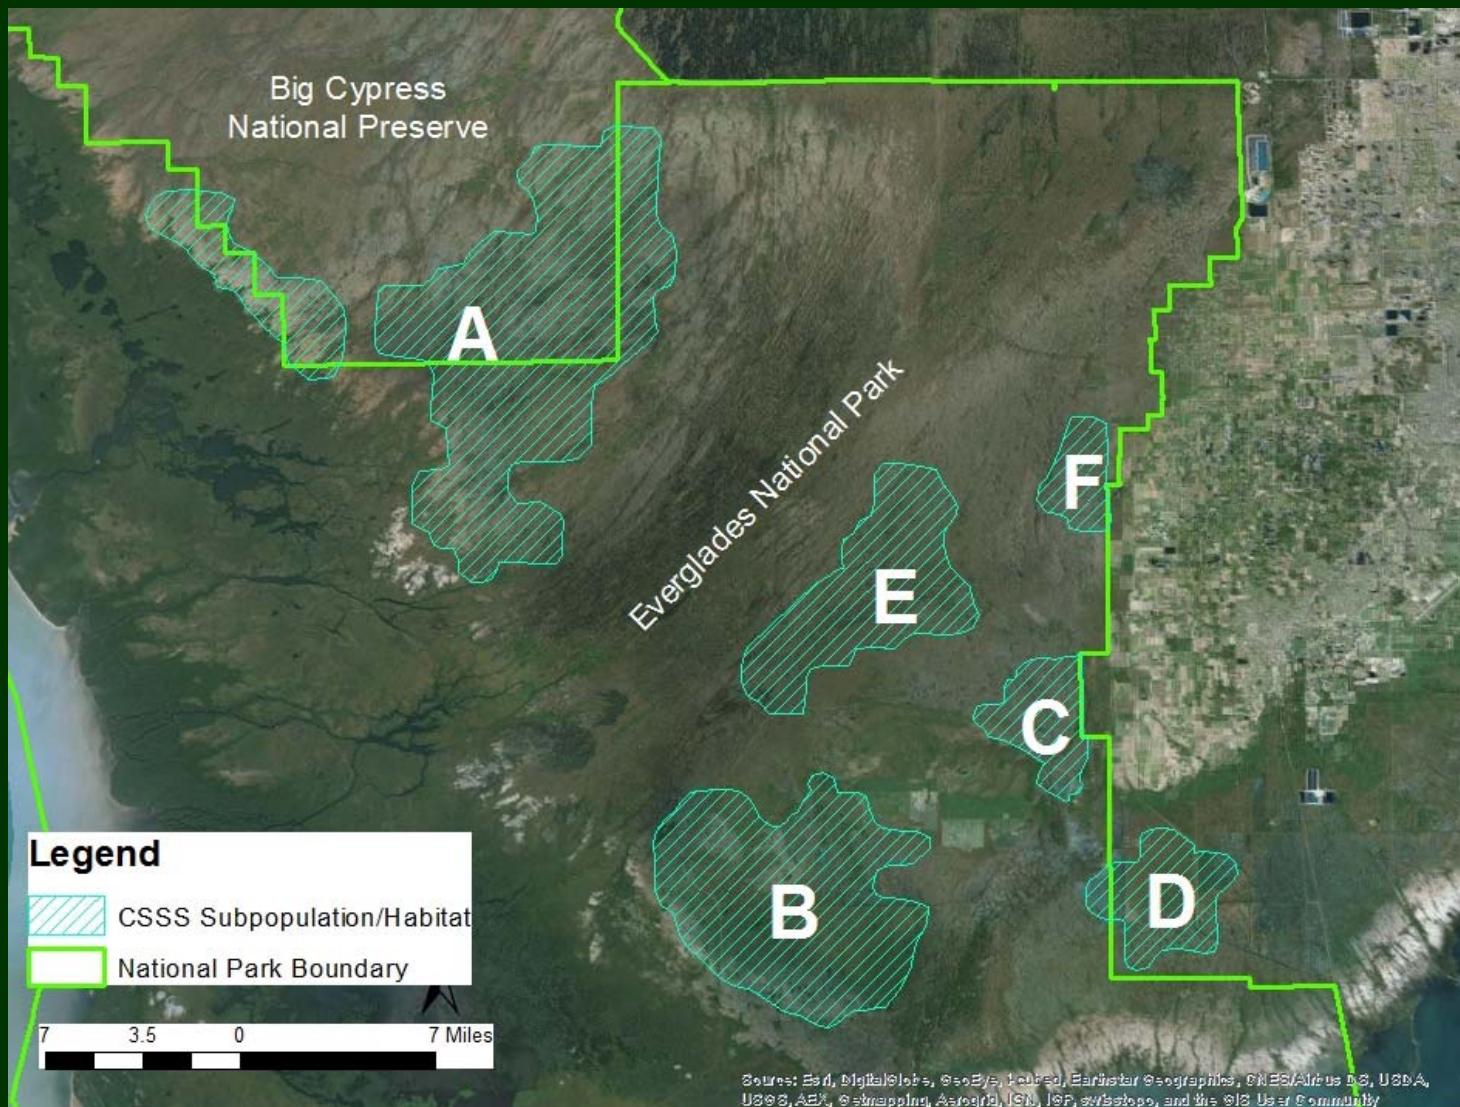 Big Cypress
National Preserve
A
Everglades National Park
F
E
C
B
D
Legend
CSSS Subpopulation/Habitat
National Park Boundary
7 3.5 0 7 Miles
Source: Esri, DigitalGlobe, GeoEye, i-cubed, Earthstar Geographics, CNES/Airbus DS, USDA,
USGS, AEX, Getmapping, Aerogrid, IGN, IGP, swisstopo, and the GIS User Community